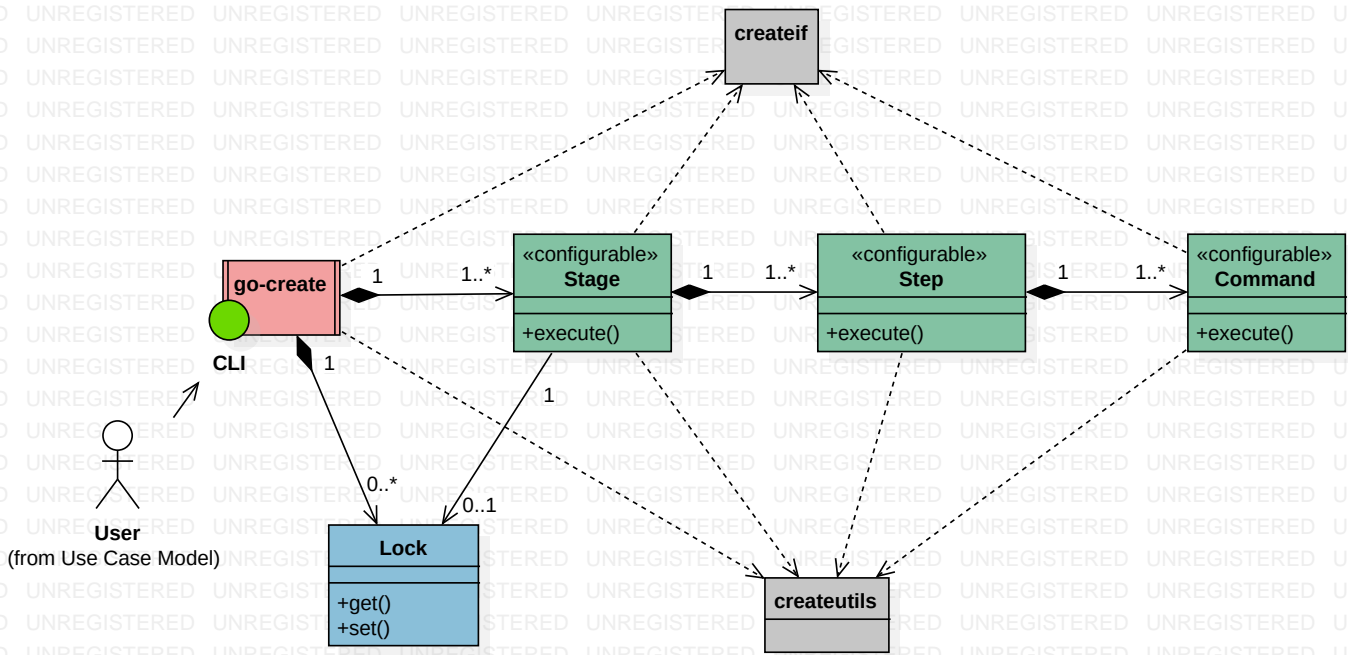 createif
«configurable»
Stage
+execute()
«configurable»
Step
+execute()
«configurable»
Command
+execute()
go-create
CLI
1
1..*
1
1..*
1
1..*
1
0..*
1
0..1
User
(from Use Case Model)
Lock
+get()
+set()
createutils
UNREGISTERED